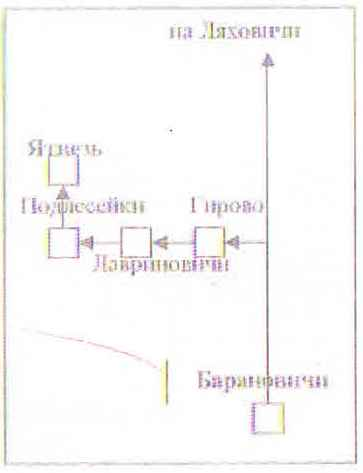 на Ляховичи
Ятвезь
Подлесейки
Гирово
Лавриновичи
Барановичи